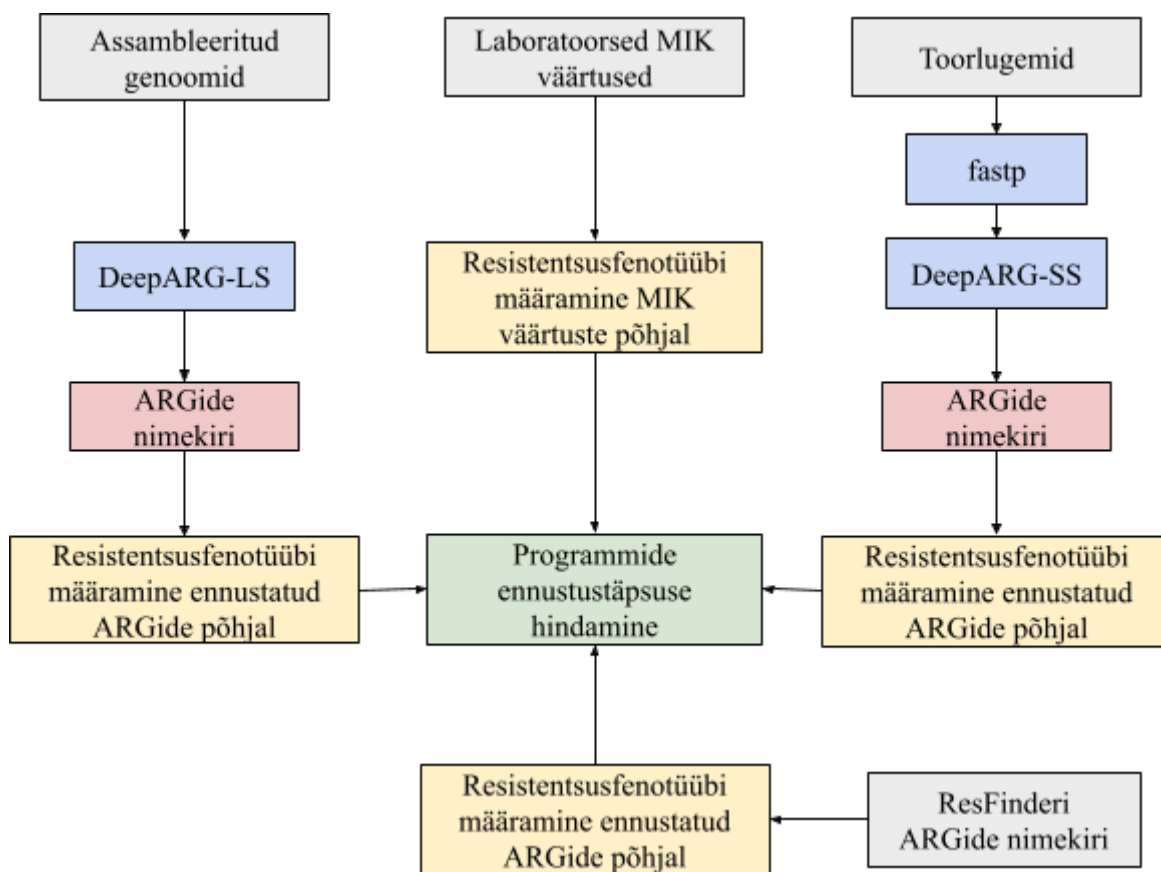 Assambleeritud
genoomid
Laboratoorsed MIK
väärtused
Toorlugemid
fastp
DeepARG-LS
Resistentsusfenotüübi
määramine MIK
väärtuste põhjal
DeepARG-SS
ARGide
nimekiri
ARGide
nimekiri
Resistentsusfenotüübi
määramine ennustatud
ARGide põhjal
Programmide
ennustustäpsuse
hindamine
Resistentsusfenotüübi
määramine ennustatud
ARGide põhjal
Resistentsusfenotüübi
määramine ennustatud
ARGide põhjal
ResFinderi
ARGide nimekiri